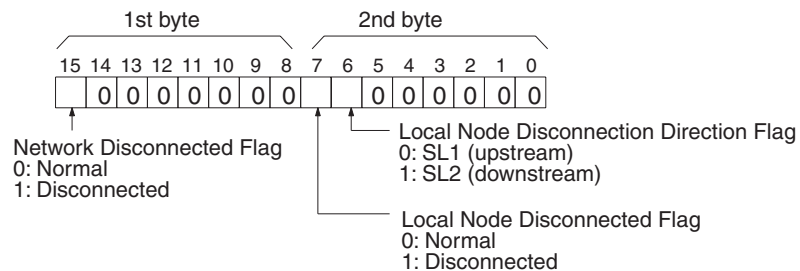 1st byte 2nd byte
15 14 13 12 11 10 9 8 7 6 5 4 3 2 1 0
0 0 0 0 0 0 0 0 0 0 0 0 0
Network Disconnected Flag
0: Normal
1: Disconnected
Local Node Disconnection Direction Flag
0: SL1 (upstream)
1: SL2 (downstream)
Local Node Disconnected Flag
0: Normal
1: Disconnected